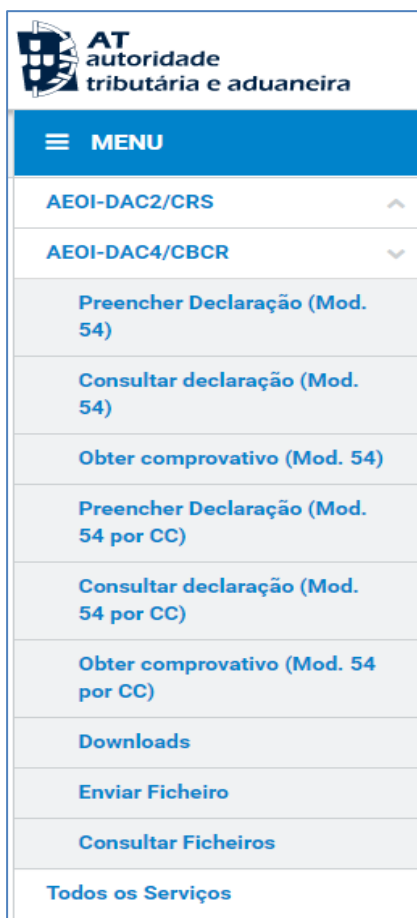 AT
autoridade
tributária e aduaneira
MENU
AEOI-DAC2/CRS
AEOI-DAC4/CBCR
Preencher Declaração (Mod.
54)
Consultar declaração (Mod.
54)
Obter comprovativo (Mod. 54)
Preencher Declaração (Mod.
54 por CC)
Consultar declaração (Mod.
54 por CC)
Obter comprovativo (Mod. 54
por CC)
Downloads
Enviar Ficheiro
Consultar Ficheiros
Todos os Serviços